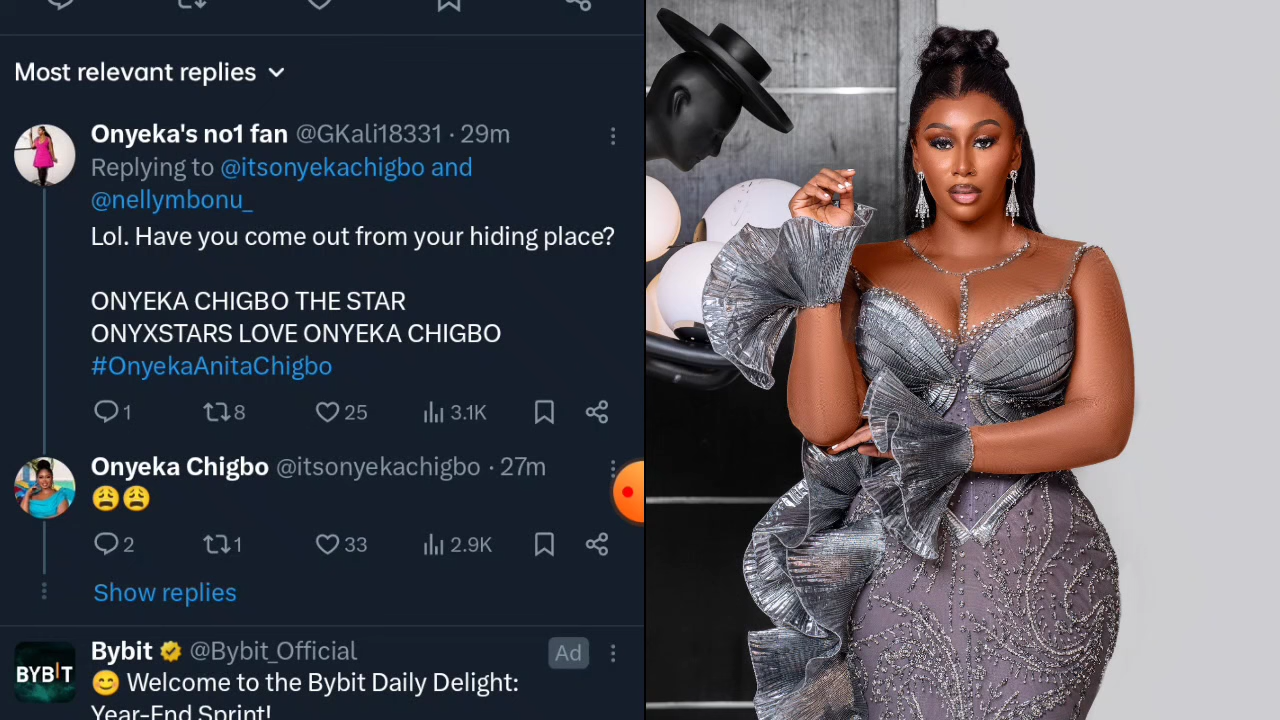 Most relevant replies
Onyeka's no1 fan @GKali18331 · 29m
Replying to @itsonyekachigbo and
@nellymbonu_
Lol. Have you come out from your hiding place?
ONYEKA CHIGBO THE STAR
ONYXSTARS LOVE ONYEKA CHIGBO
#OnyekaAnitaChigbo
1 8 25 3.1K
Onyeka Chigbo @itsonyekachigbo · 27m
😩😩
2 1 33 2.9K
Show replies
BYBIT
Bybit @Bybit_Official Ad
😊 Welcome to the Bybit Daily Delight:
Year-End Sprint!